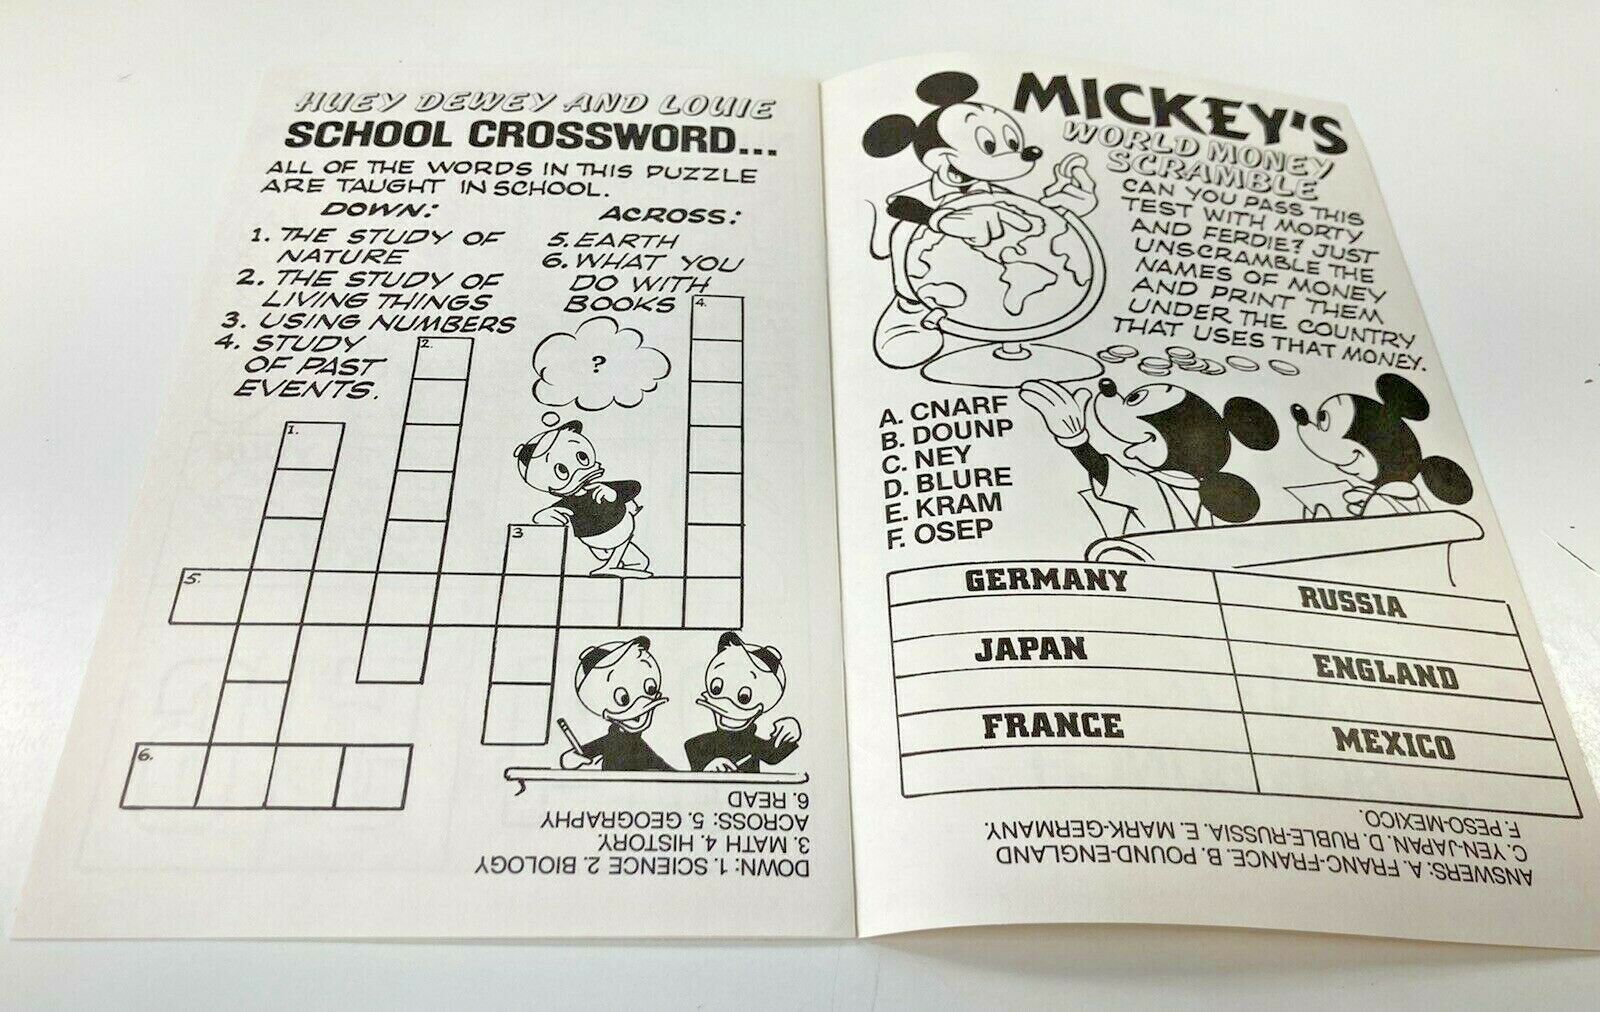 HUEY DEWEY AND LOUIE
SCHOOL CROSSWORD...
ALL OF THE WORDS IN THIS PUZZLE
ARE TAUGHT IN SCHOOL.
DOWN:
1. THE STUDY OF
NATURE
2. THE STUDY OF
LIVING THINGS
3. USING NUMBERS
4. STUDY
OF PAST
EVENTS.
ACROSS:
5. EARTH
6. WHAT YOU
DO WITH
BOOKS
4.
2.
?
1.
3.
5.
6.
DOWN: 1. SCIENCE 2. BIOLOGY
3. MATH 4. HISTORY.
ACROSS: 5. GEOGRAPHY
6. READ
MICKEY'S
WORLD MONEY
SCRAMBLE
CAN YOU PASS THIS
TEST WITH MORTY
AND FERDIE? JUST
UNSCRAMBLE THE
NAMES OF MONEY
AND PRINT THEM
UNDER THE COUNTRY
THAT USES THAT MONEY.
A. CNARF
B. DOUNP
C. NEY
D. BLURE
E. KRAM
F. OSEP
GERMANY
RUSSIA
JAPAN
ENGLAND
FRANCE
MEXICO
ANSWERS: A. FRANC-FRANCE. B. POUND-ENGLAND
C. YEN-JAPAN. D. RUBLE-RUSSIA. E. MARK-GERMANY.
F. PESO-MEXICO.